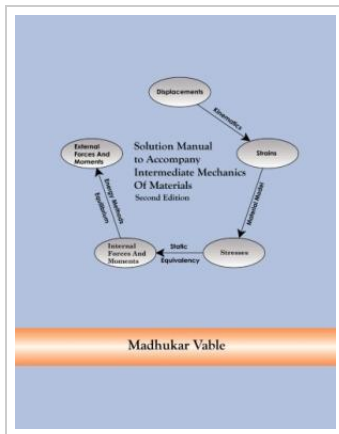 Displacements
Kinematics
External
Forces And
Moments
Solution Manual
to Accompany
Intermediate Mechanics
Of Materials
Second Edition
Strains
Energy Methods
Equilibrium
Material Model
Internal
Forces And
Moments
Static
Equivalency
Stresses
Madhukar Vable